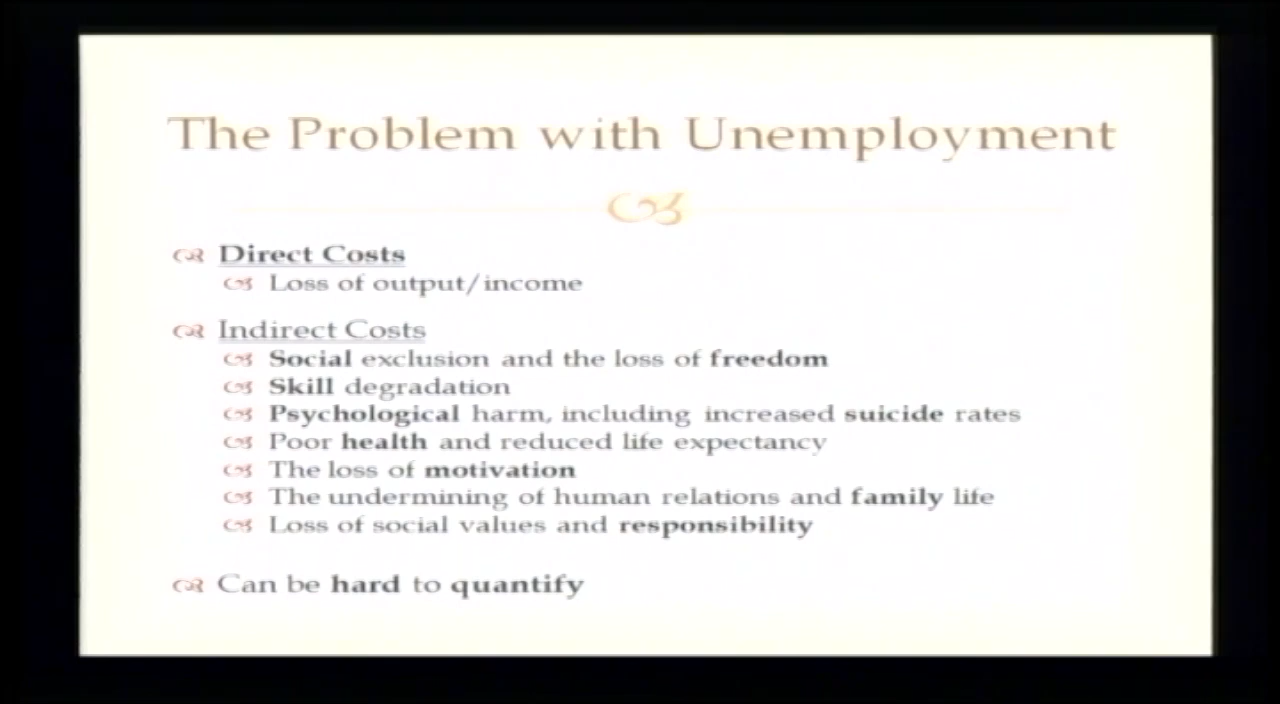 The Problem with Unemployment
Direct Costs
Loss of output/income
Indirect Costs
Social exclusion and the loss of freedom
Skill degradation
Psychological harm, including increased suicide rates
Poor health and reduced life expectancy
The loss of motivation
The undermining of human relations and family life
Loss of social values and responsibility
Can be hard to quantify